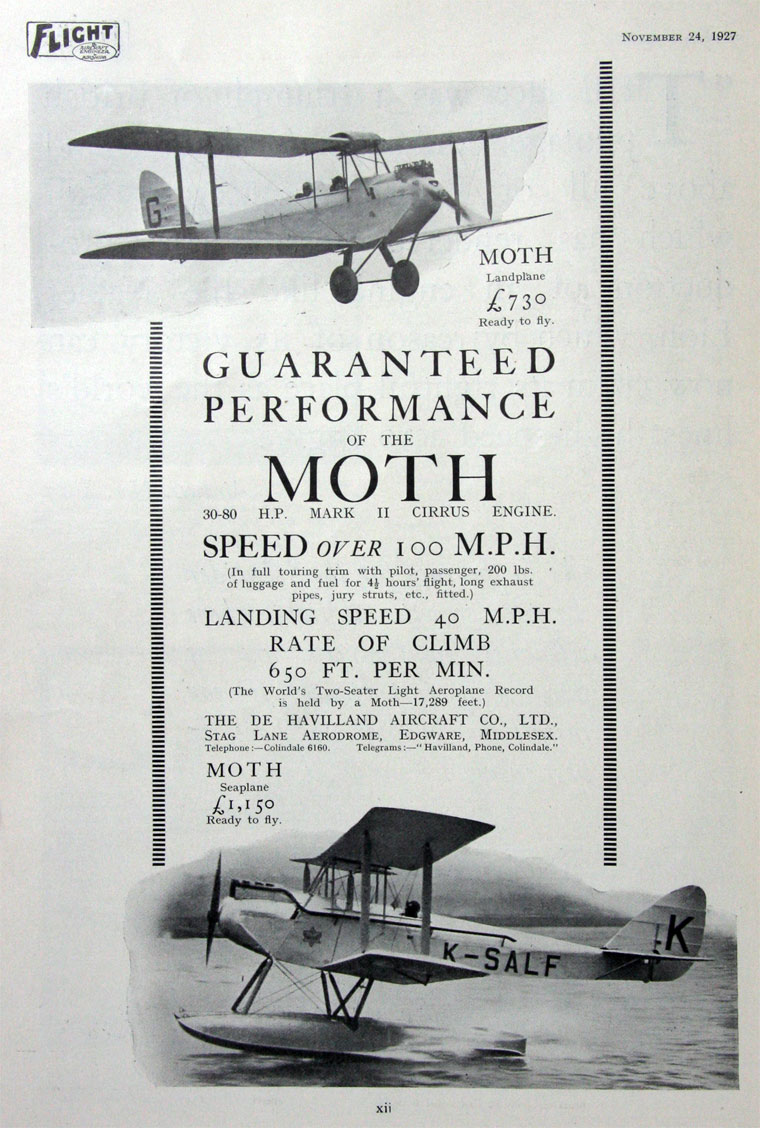 FLIGHT
NOVEMBER 24, 1927
G
MOTH
Landplane
£730
Ready to fly.
GUARANTEED
PERFORMANCE
OF THE
MOTH
30-80 H.P. MARK II CIRRUS ENGINE.
SPEED OVER 100 M.P.H.
(In full touring trim with pilot, passenger, 200 lbs.
of luggage and fuel for 4½ hours' flight, long exhaust
pipes, jury struts, etc., fitted.)
LANDING SPEED 40 M.P.H.
RATE OF CLIMB
650 FT. PER MIN.
(The World's Two-Seater Light Aeroplane Record
is held by a Moth—17,289 feet.)
THE DE HAVILLAND AIRCRAFT CO., LTD.,
STAG LANE AERODROME, EDGWARE, MIDDLESEX.
Telephone:—Colindale 6160. Telegrams:—"Havilland, Phone, Colindale."
MOTH
Seaplane
£1,150
Ready to fly.
K
K-SALF
xii